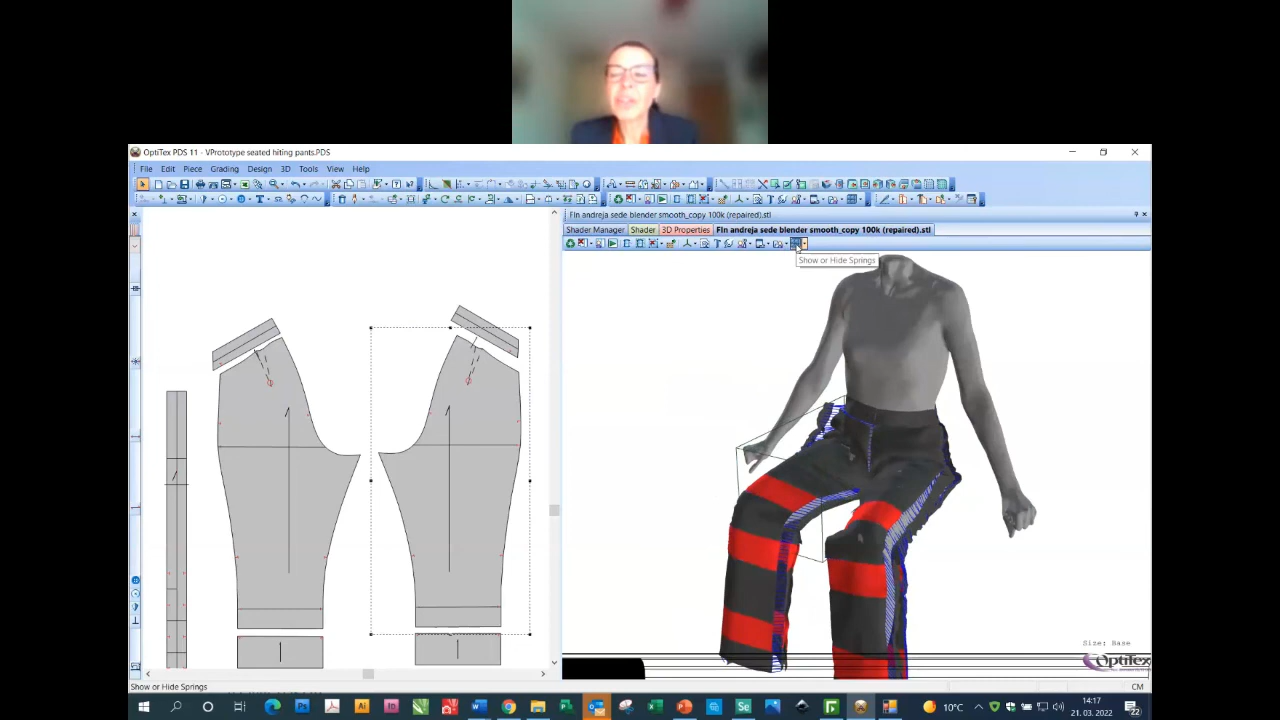 OptiTex PDS 11 - VPrototype seated hiting pants.PDS
File Edit Piece Grading Design 3D Tools View Help
FIn andreja sede blender smooth_copy 100k (repaired).stl
Shader Manager Shader 3D Properties FIn andreja sede blender smooth_copy 100k (repaired).stl
Show or Hide Springs
Size: Base
OptiTex
Show or Hide Springs
CM
10°C
14:17
21. 03. 2022
22